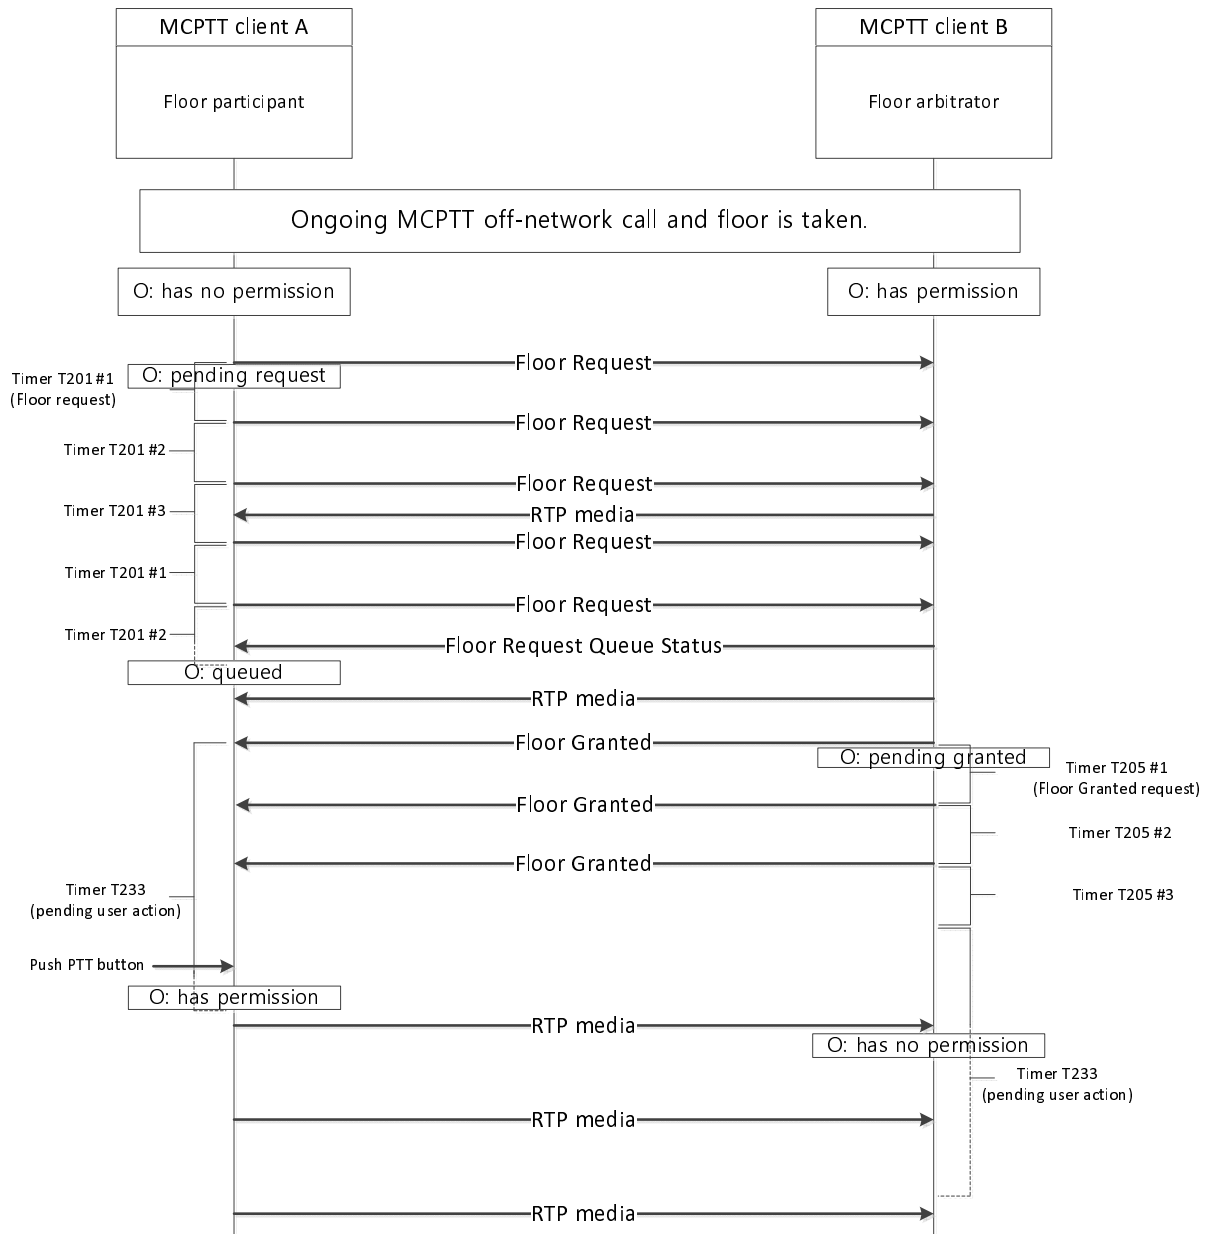 MCPTT client A
MCPTT client B
Floor participant
Floor arbitrator
Ongoing MCPTT off-network call and floor is taken.
O: has no permission
O: has permission
Floor Request
O: pending request
Timer T201 #1
(Floor request)
Floor Request
Timer T201 #2
Floor Request
Timer T201 #3
RTP media
Floor Request
Timer T201 #1
Floor Request
Timer T201 #2
Floor Request Queue Status
O: queued
RTP media
Floor Granted
O: pending granted
Timer T205 #1
(Floor Granted request)
Floor Granted
Timer T205 #2
Floor Granted
Timer T233
(pending user action)
Timer T205 #3
Push PTT button
O: has permission
RTP media
O: has no permission
Timer T233
(pending user action)
RTP media
RTP media